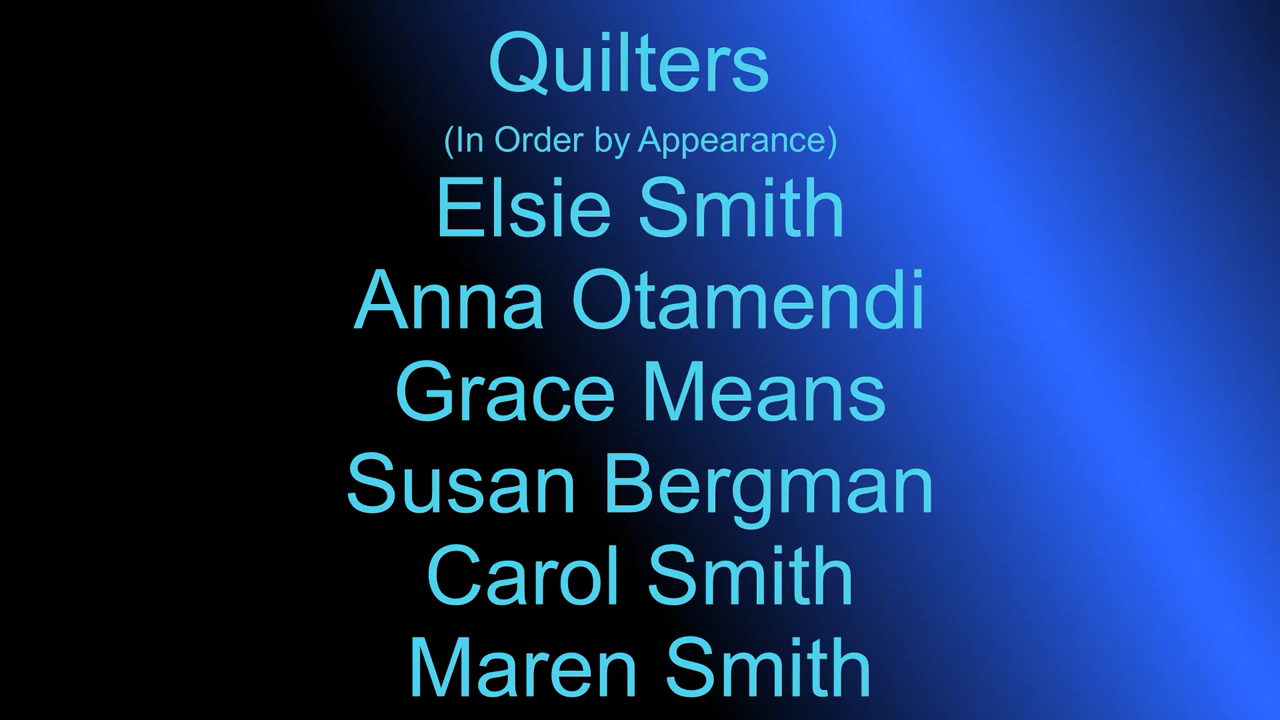 Quilters
(In Order by Appearance)
Elsie Smith
Anna Otamendi
Grace Means
Susan Bergman
Carol Smith
Maren Smith